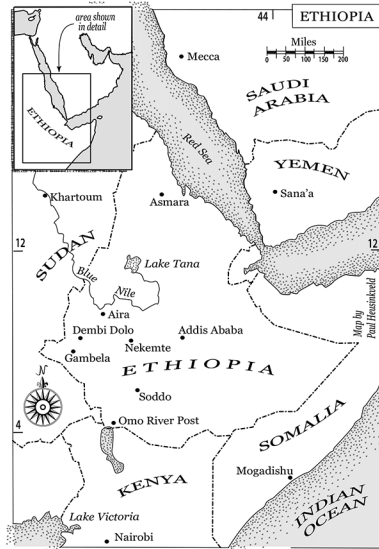 44
ETHIOPIA
area shown
in detail
ETHIOPIA
Miles
0 50 100 150 200
Mecca
SAUDI
ARABIA
Red Sea
YEMEN
Khartoum
Asmara
Sana'a
12
12
SUDAN
Lake Tana
Blue
Nile
Aira
Dembi Dolo
Addis Ababa
Nekemte
Gambela
ETHIOPIA
Map by
Paul Heusinkveld
N
Soddo
Omo River Post
4
SOMALIA
KENYA
Mogadishu
INDIAN
OCEAN
Lake Victoria
Nairobi